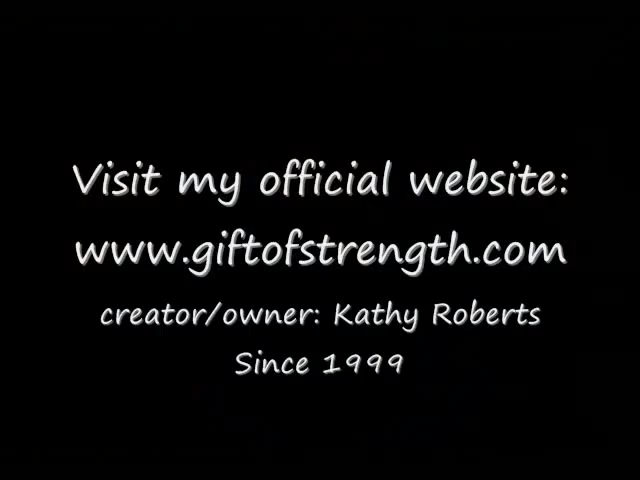 Visit my official website:
www.giftofstrength.com
creator/owner: Kathy Roberts
Since 1999